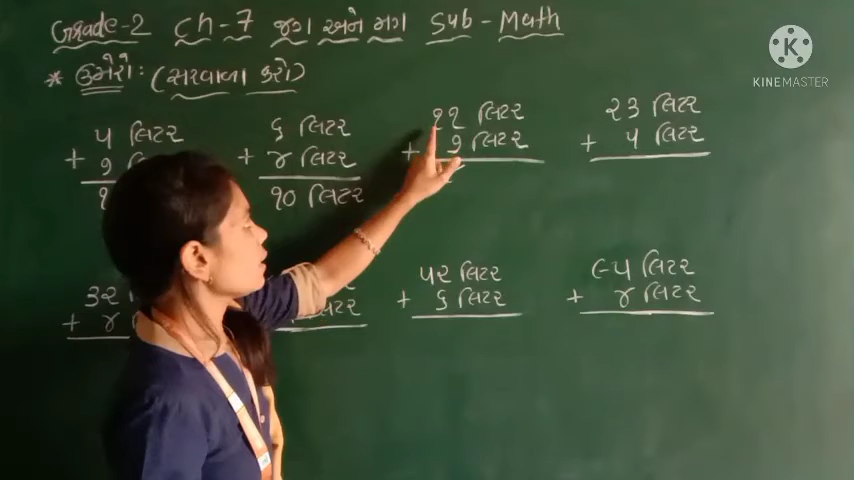 Grade-2 Ch-7 જગ અને મગ Sub-Math
* ઉમેરો: (સરવાળા કરો)
૫ લિટર
+ ૭
૬ લિટર
+ ૪ લિટર
૧૦ લિટર
૧૧ લિટર
+ ૭ લિટર
૨૩ લિટર
+ ૫ લિટર
૩૨
+ ૪
લિટર
૫૨ લિટર
+ ૬ લિટર
૯૫ લિટર
+ ૪ લિટર
KINEMASTER